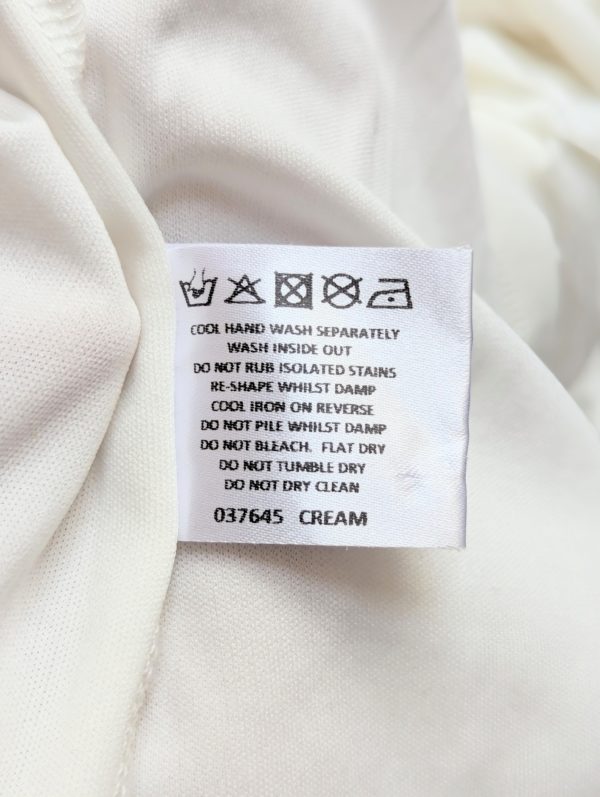 COOL HAND WASH SEPARATELY
WASH INSIDE OUT
DO NOT RUB ISOLATED STAINS
RE-SHAPE WHILST DAMP
COOL IRON ON REVERSE
DO NOT PILE WHILST DAMP
DO NOT BLEACH. FLAT DRY
DO NOT TUMBLE DRY
DO NOT DRY CLEAN
037645 CREAM